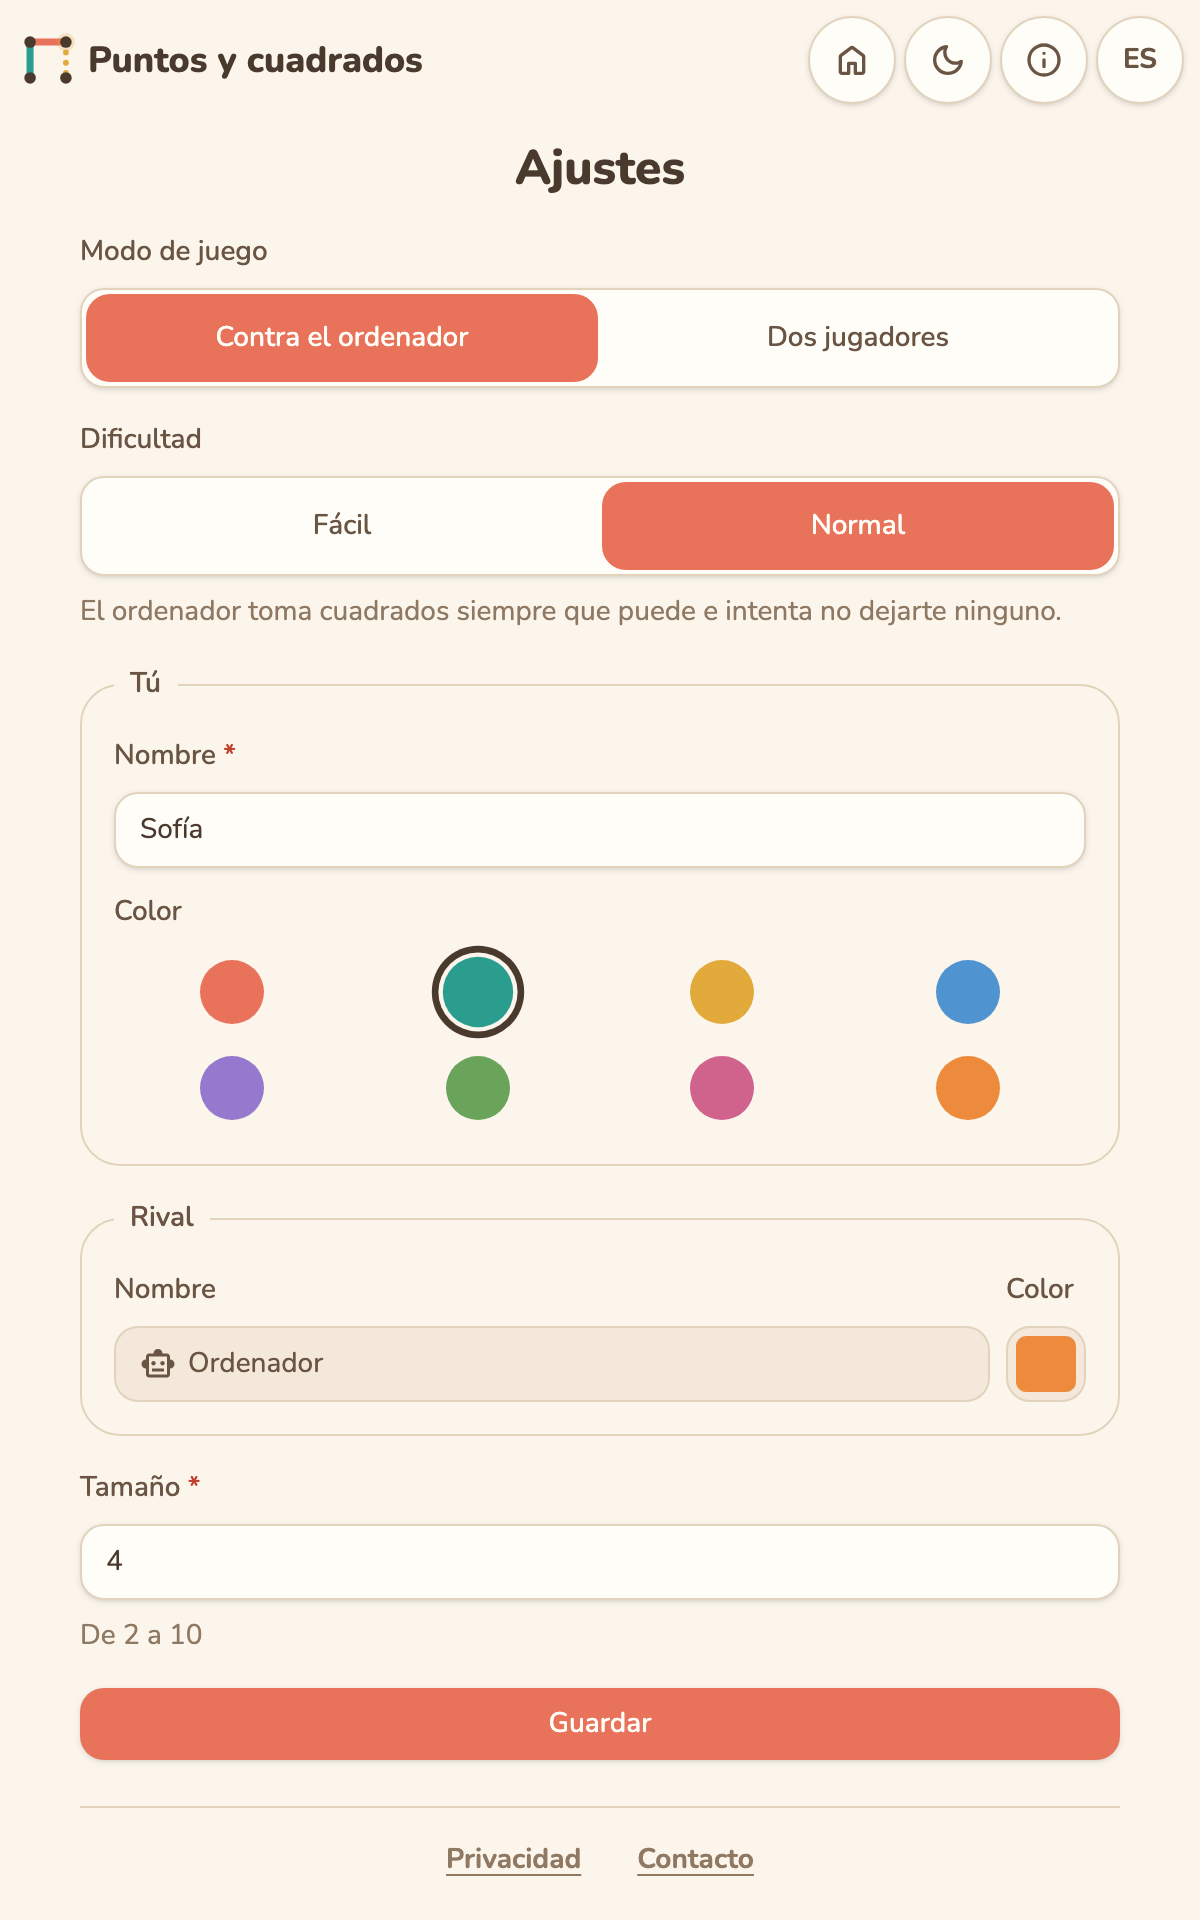 Puntos y cuadrados
ES
Ajustes
Modo de juego
Contra el ordenador
Dos jugadores
Dificultad
Fácil
Normal
El ordenador toma cuadrados siempre que puede e intenta no dejarte ninguno.
Tú
Nombre *
Sofía
Color
Rival
Nombre
Color
Ordenador
Tamaño *
4
De 2 a 10
Guardar
Privacidad
Contacto